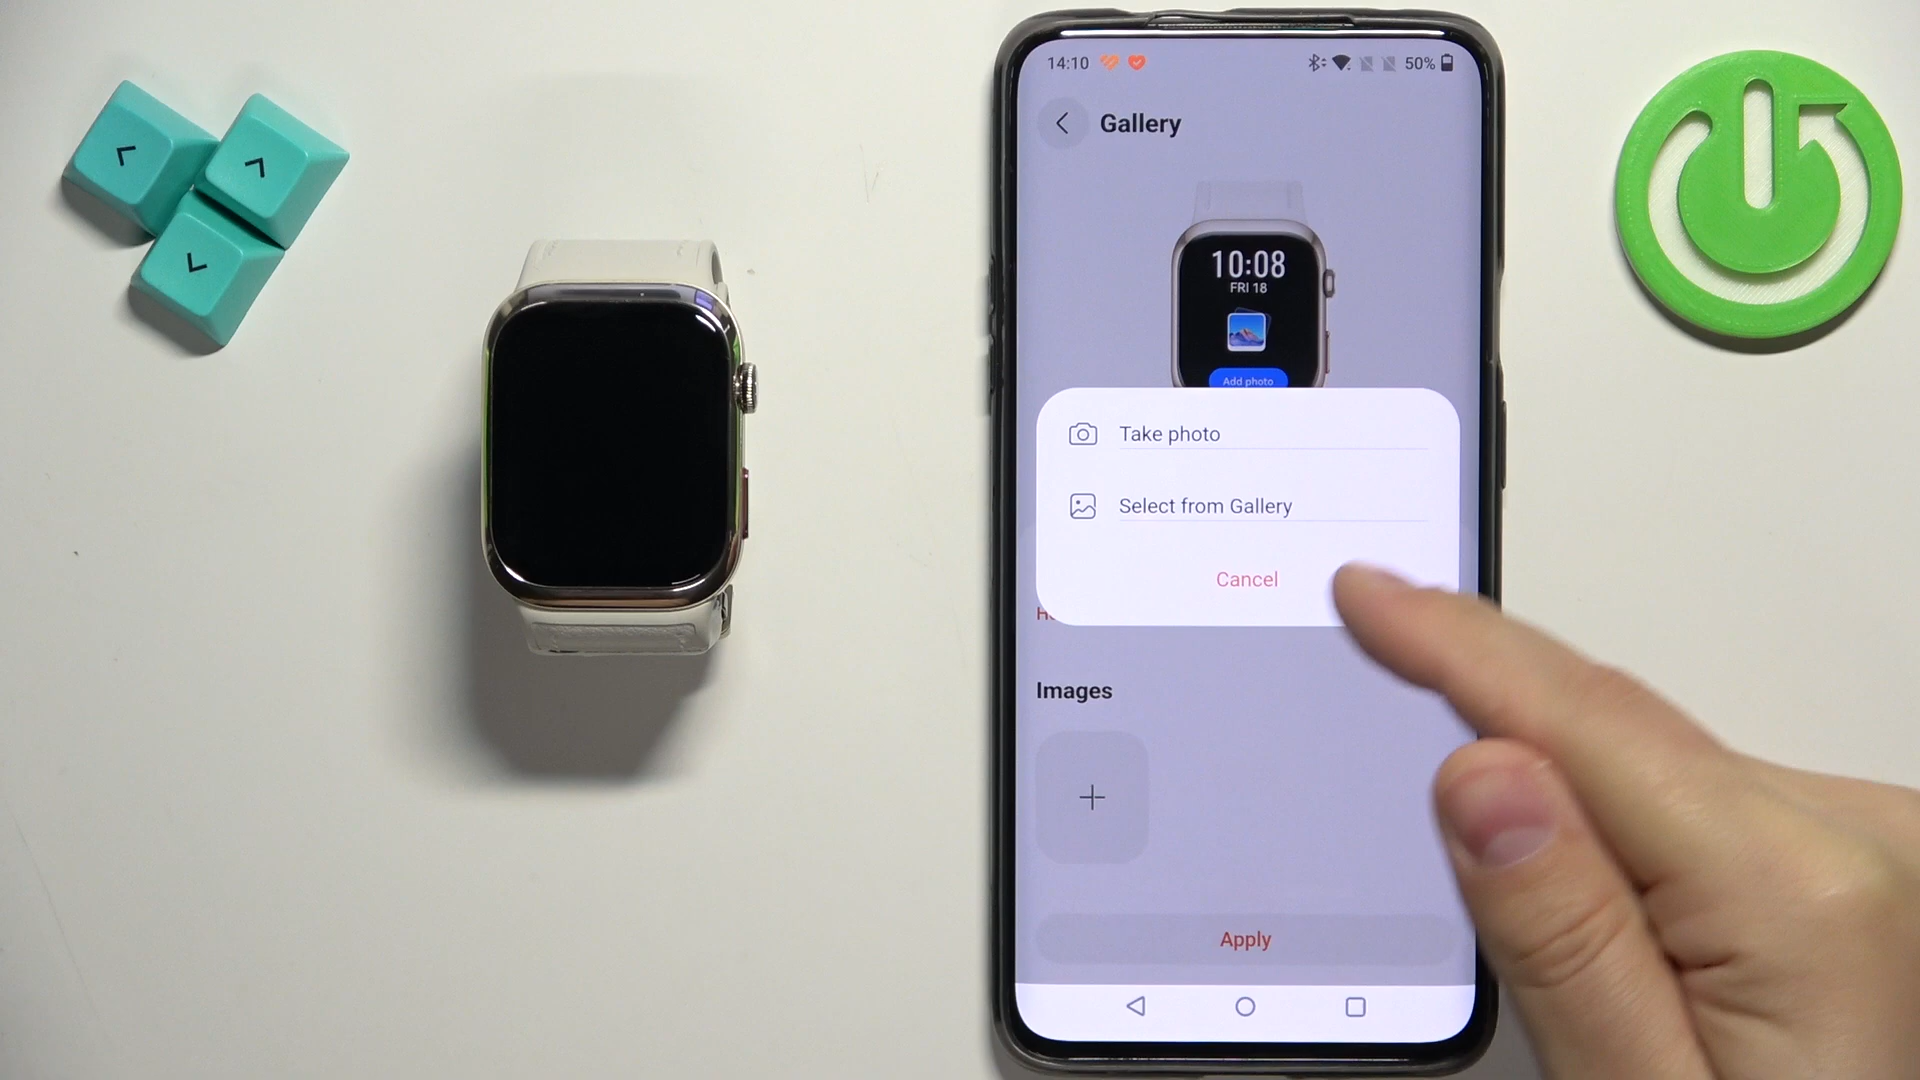 14:10
50%
Gallery
10:08
FRI 18
Add photo
Take photo
Select from Gallery
Cancel
Images
Apply